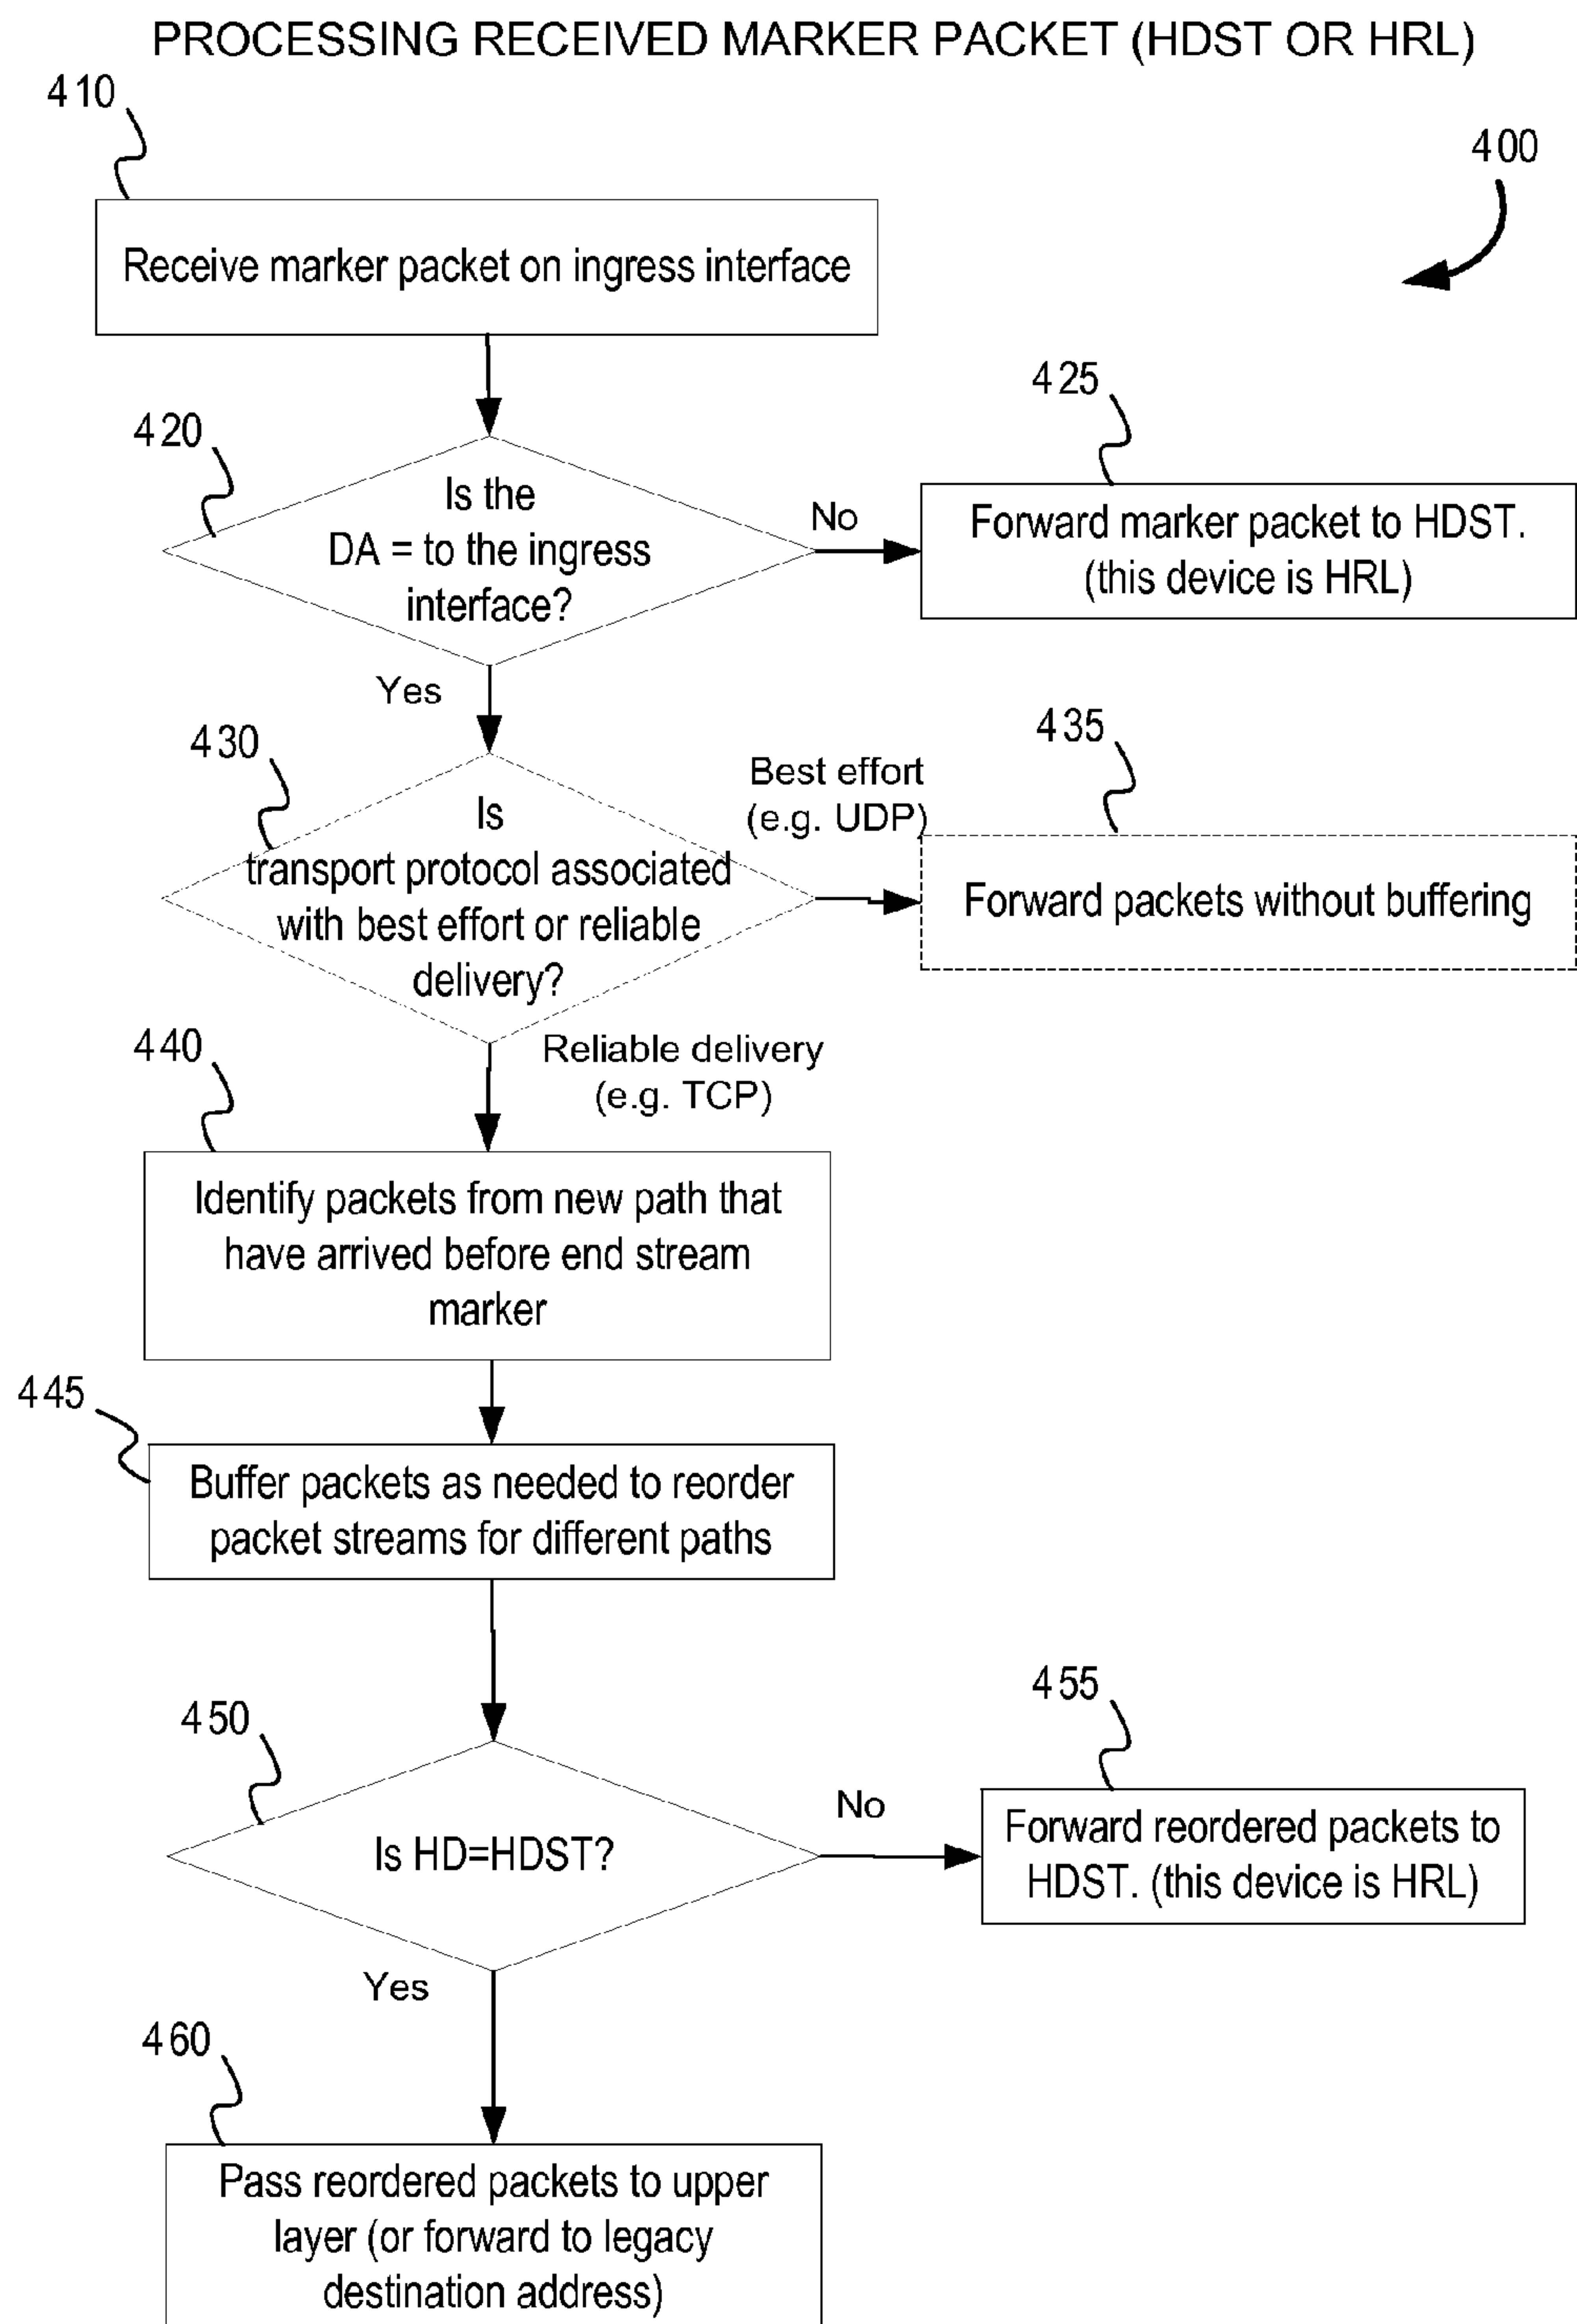 PROCESSING RECEIVED MARKER PACKET (HDST OR HRL)
410
400
Receive marker packet on ingress interface
420
425
Is the
DA = to the ingress
interface?
No
Forward marker packet to HDST.
(this device is HRL)
Yes
430
435
Best effort
(e.g. UDP)
Is
transport protocol associated
with best effort or reliable
delivery?
Forward packets without buffering
440
Reliable delivery
(e.g. TCP)
Identify packets from new path that
have arrived before end stream
marker
445
Buffer packets as needed to reorder
packet streams for different paths
450
455
Is HD=HDST?
No
Forward reordered packets to
HDST. (this device is HRL)
Yes
460
Pass reordered packets to upper
layer (or forward to legacy
destination address)